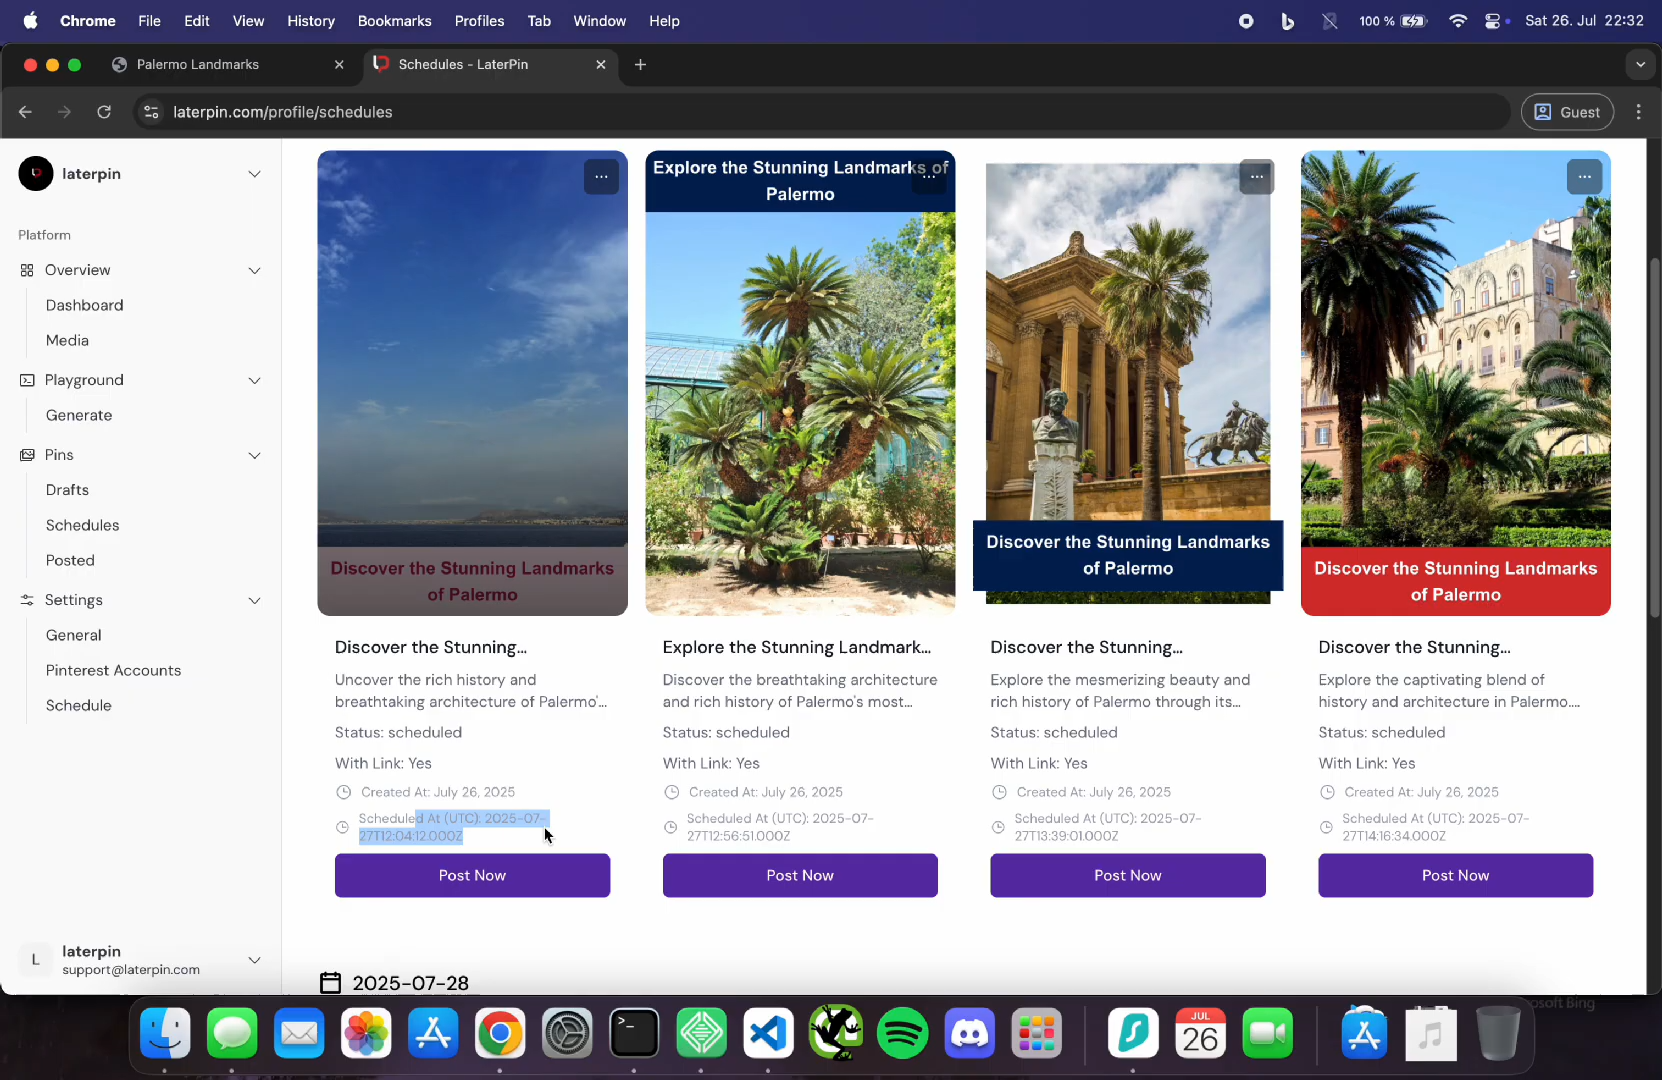 Chrome File Edit View History Bookmarks Profiles Tab Window Help 100 % Sat 26. Jul 22:32
Palermo Landmarks
Schedules - LaterPin
laterpin.com/profile/schedules
Guest
laterpin
Platform
Overview
Dashboard
Media
Playground
Generate
Pins
Drafts
Schedules
Posted
Settings
General
Pinterest Accounts
Schedule
L
laterpin
support@laterpin.com
Discover the Stunning Landmarks
of Palermo
Discover the Stunning...
Uncover the rich history and
breathtaking architecture of Palermo'...
Status: scheduled
With Link: Yes
Created At: July 26, 2025
Scheduled At (UTC): 2025-07-
27T12:04:12.000Z
Post Now
Explore the Stunning Landmarks of
Palermo
Explore the Stunning Landmark...
Discover the breathtaking architecture
and rich history of Palermo's most...
Status: scheduled
With Link: Yes
Created At: July 26, 2025
Scheduled At (UTC): 2025-07-
27T12:56:51.000Z
Post Now
Discover the Stunning Landmarks
of Palermo
Discover the Stunning...
Explore the mesmerizing beauty and
rich history of Palermo through its...
Status: scheduled
With Link: Yes
Created At: July 26, 2025
Scheduled At (UTC): 2025-07-
27T13:39:01.000Z
Post Now
Discover the Stunning Landmarks
of Palermo
Discover the Stunning...
Explore the captivating blend of
history and architecture in Palermo....
Status: scheduled
With Link: Yes
Created At: July 26, 2025
Scheduled At (UTC): 2025-07-
27T14:16:34.000Z
Post Now
2025-07-28
osoft Bing
JUL
26